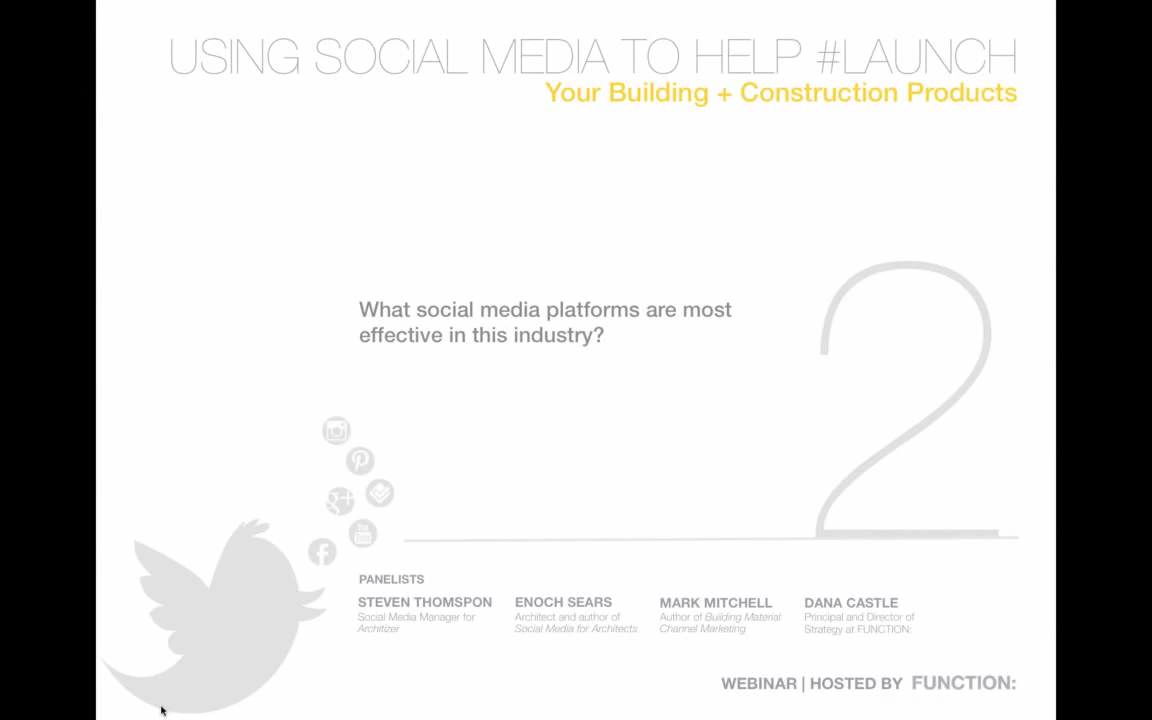 USING SOCIAL MEDIA TO HELP #LAUNCH
Your Building + Construction Products
What social media platforms are most
effective in this industry?
2
You
Tube
PANELISTS
STEVEN THOMSPON
Social Media Manager for
Architizer
ENOCH SEARS
Architect and author of
Social Media for Architects
MARK MITCHELL
Author of Building Material
Channel Marketing
DANA CASTLE
Principal and Director of
Strategy at FUNCTION:
WEBINAR | HOSTED BY FUNCTION: